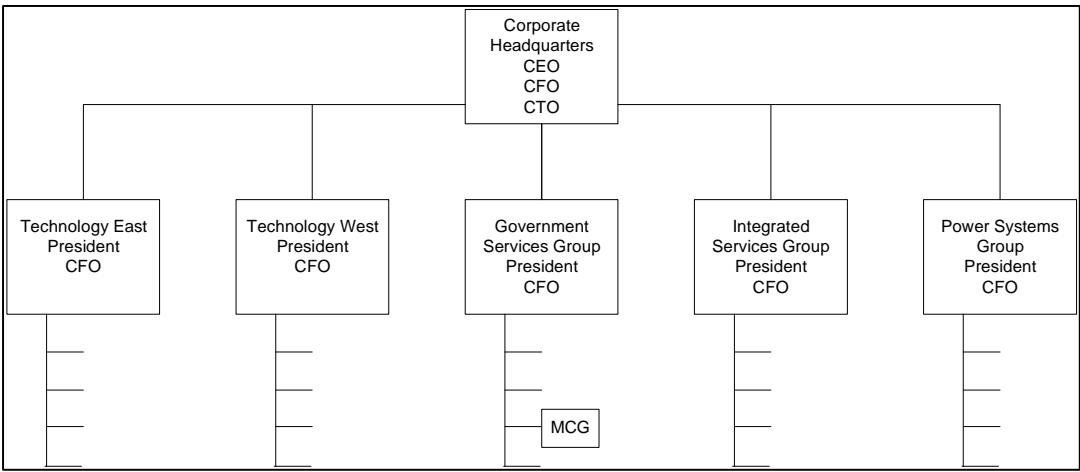 Corporate
Headquarters
CEO
CFO
CTO
Technology East
President
CFO
Technology West
President
CFO
Government
Services Group
President
CFO
Integrated
Services Group
President
CFO
Power Systems
Group
President
CFO
MCG